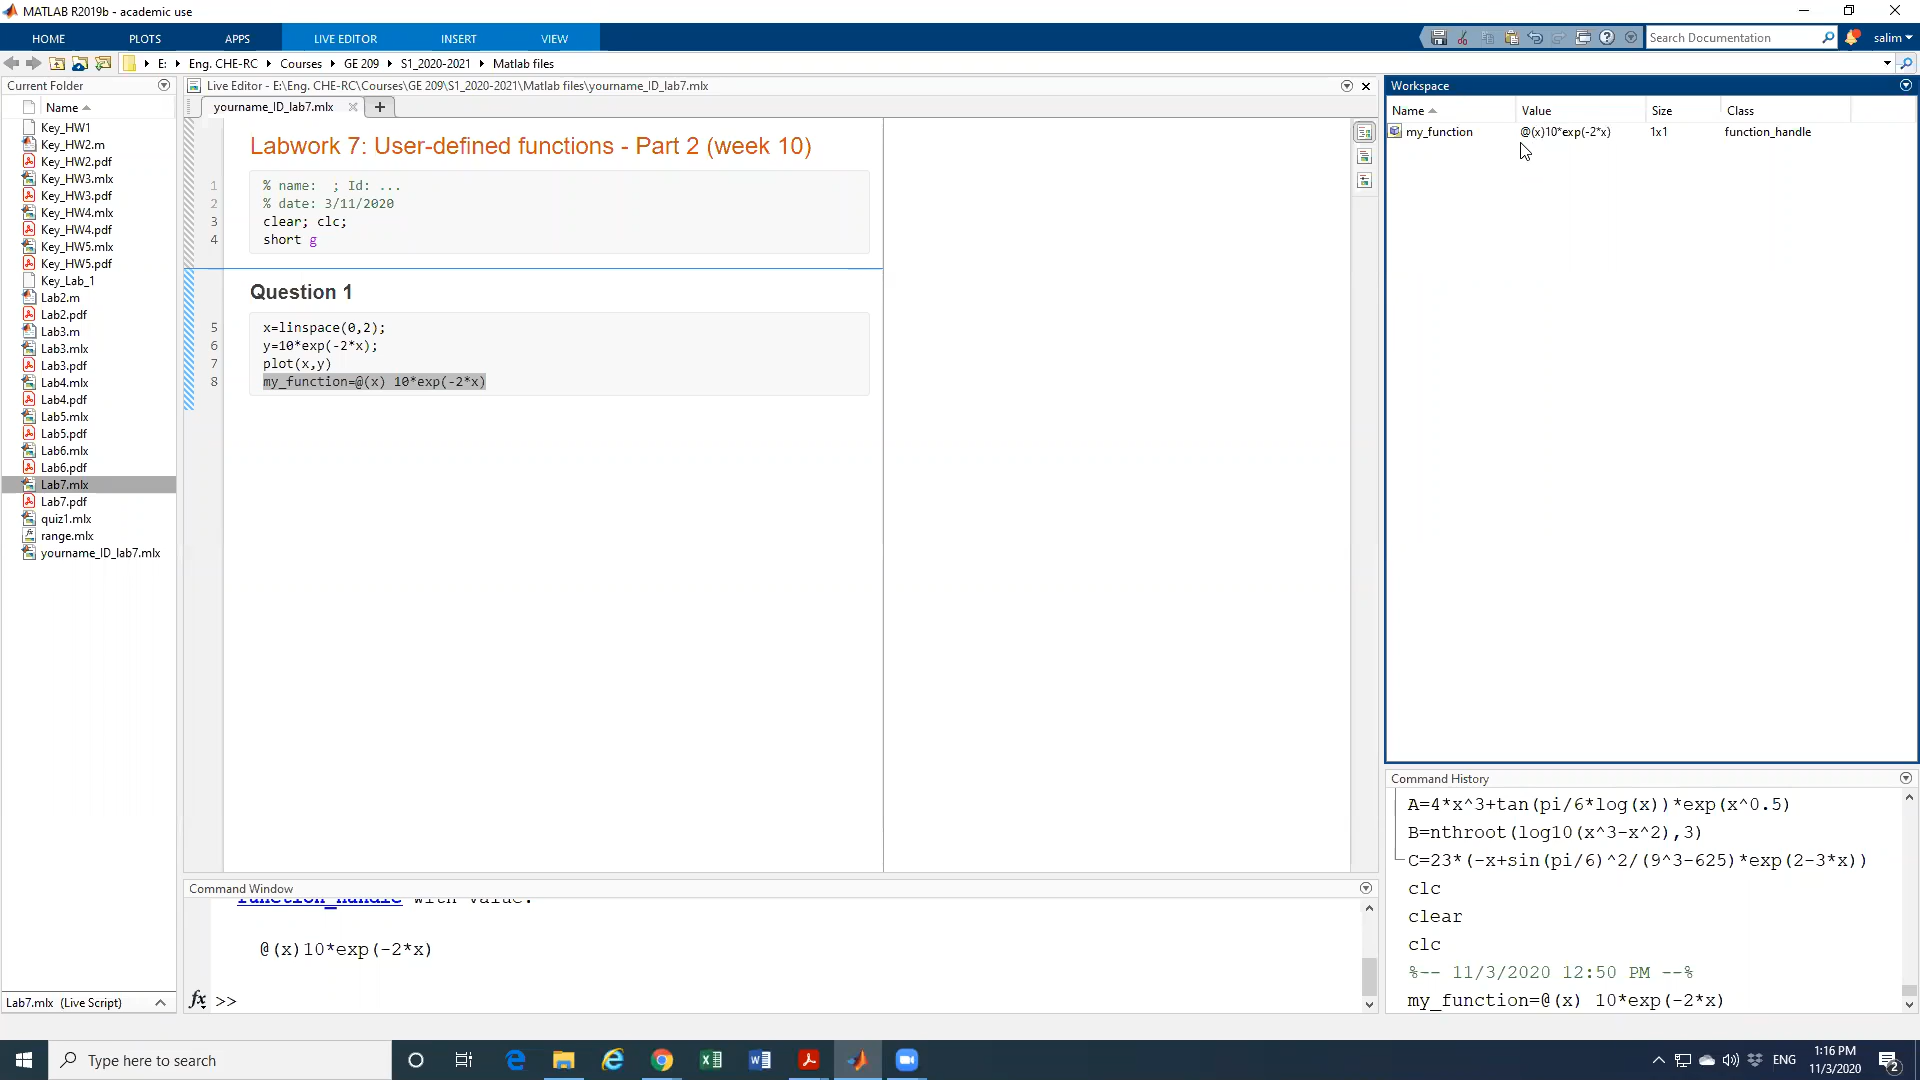 MATLAB R2019b - academic use
HOME PLOTS APPS LIVE EDITOR INSERT VIEW
Search Documentation
salim
E: Eng. CHE-RC Courses GE 209 S1_2020-2021 Matlab files
Current Folder
Name
Key_HW1
Key_HW2.m
Key_HW2.pdf
Key_HW3.mlx
Key_HW3.pdf
Key_HW4.mlx
Key_HW4.pdf
Key_HW5.mlx
Key_HW5.pdf
Key_Lab_1
Lab2.m
Lab2.pdf
Lab3.m
Lab3.mlx
Lab3.pdf
Lab4.mlx
Lab4.pdf
Lab5.mlx
Lab5.pdf
Lab6.mlx
Lab6.pdf
Lab7.mlx
Lab7.pdf
quiz1.mlx
range.mlx
yourname_ID_lab7.mlx
Lab7.mlx (Live Script)
Live Editor - E:\Eng. CHE-RC\Courses\GE 209\S1_2020-2021\Matlab files\yourname_ID_lab7.mlx
yourname_ID_lab7.mlx
Labwork 7: User-defined functions - Part 2 (week 10)
1 % name: ; Id: ...
2 % date: 3/11/2020
3 clear; clc;
4 short g
Question 1
5 x=linspace(0,2);
6 y=10*exp(-2*x);
7 plot(x,y)
8 my_function=@(x) 10*exp(-2*x)
Command Window
function_handle with value:
@(x)10*exp(-2*x)
fx >>
Workspace
Name Value Size Class
my_function @(x)10*exp(-2*x) 1x1 function_handle
Command History
A=4*x^3+tan(pi/6*log(x))*exp(x^0.5)
B=nthroot(log10(x^3-x^2),3)
C=23*(-x+sin(pi/6)^2/(9^3-625)*exp(2-3*x))
clc
clear
clc
%-- 11/3/2020 12:50 PM --%
my_function=@(x) 10*exp(-2*x)
Type here to search
ENG
1:16 PM
11/3/2020
2